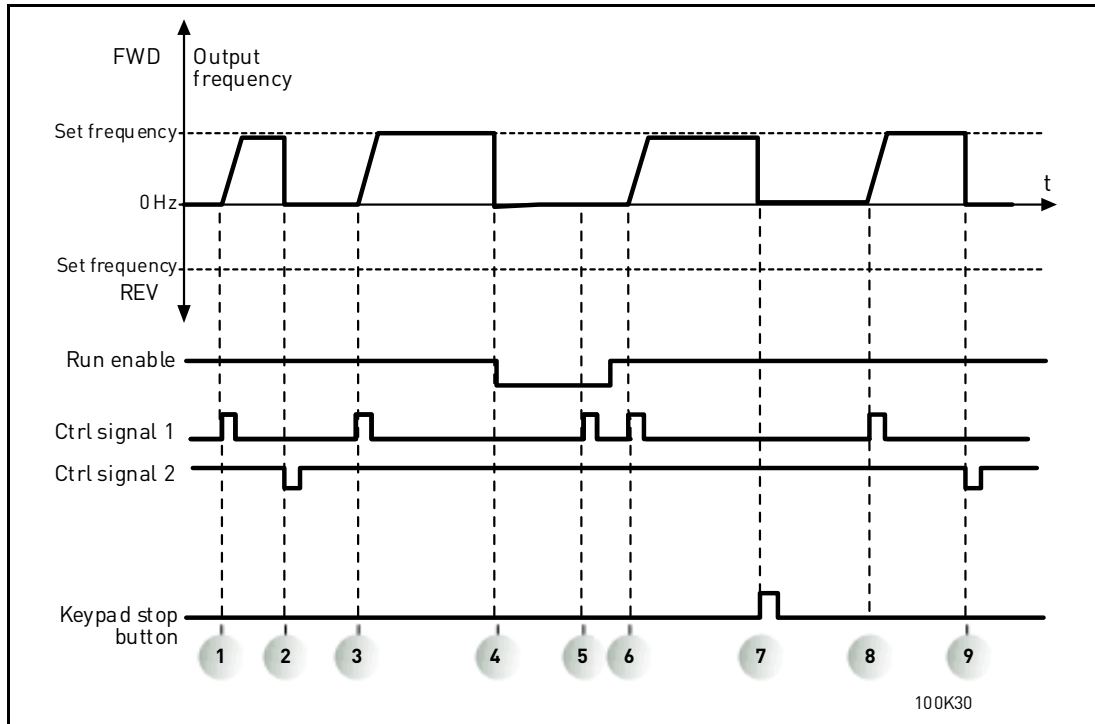 FWD
Output
frequency
Set frequency
0 Hz
t
Set frequency
REV
Run enable
Ctrl signal 1
Ctrl signal 2
Keypad stop
button
1 2 3 4 5 6 7 8 9
100K30